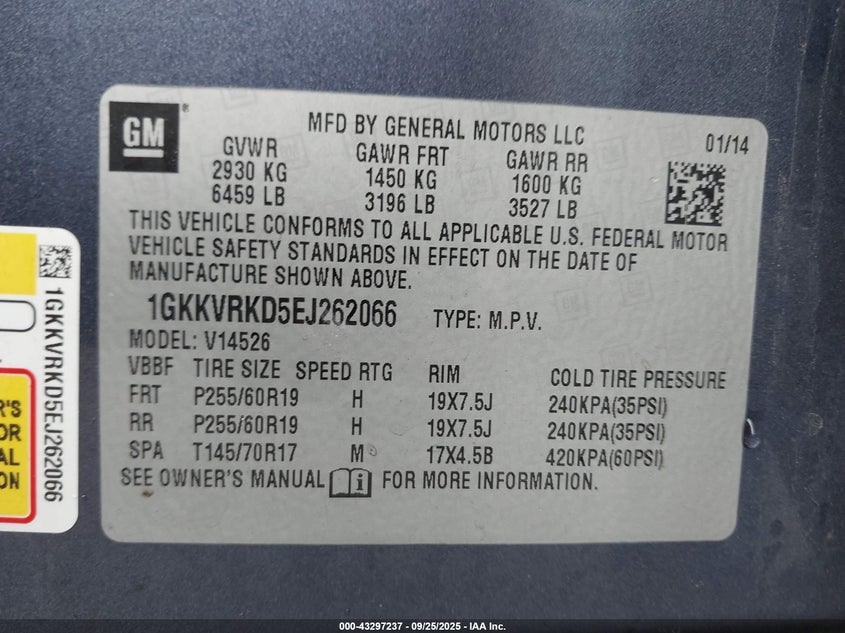 GM
MFD BY GENERAL MOTORS LLC
01/14
GVWR GAWR FRT GAWR RR
2930 KG 1450 KG 1600 KG
6459 LB 3196 LB 3527 LB
THIS VEHICLE CONFORMS TO ALL APPLICABLE U.S. FEDERAL MOTOR
VEHICLE SAFETY STANDARDS IN EFFECT ON THE DATE OF
MANUFACTURE SHOWN ABOVE.
1GKKVRKD5EJ262066 TYPE: M.P.V.
MODEL: V14526
VBBF TIRE SIZE SPEED RTG RIM COLD TIRE PRESSURE
FRT P255/60R19 H 19X7.5J 240KPA(35PSI)
RR P255/60R19 H 19X7.5J 240KPA(35PSI)
SPA T145/70R17 M 17X4.5B 420KPA(60PSI)
SEE OWNER'S MANUAL FOR MORE INFORMATION.
1GKKVRKD5EJ262066
R'S
OR
AL
ON
000-43297237 - 09/25/2025 - IAA Inc.